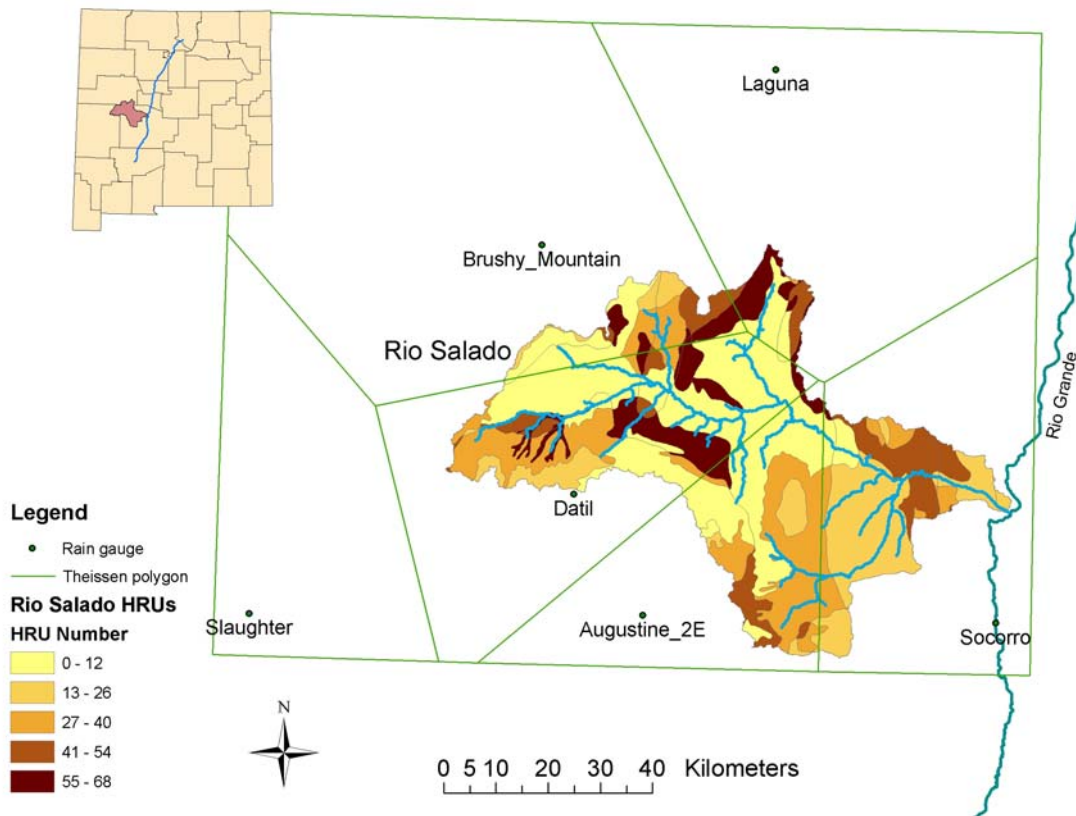 Laguna
Brushy_Mountain
Rio Salado
Rio Grande
Datil
Slaughter
Augustine_2E
Socorro
Legend
Rain gauge
Theissen polygon
Rio Salado HRUs
HRU Number
0 - 12
13 - 26
27 - 40
41 - 54
55 - 68
N
0 5 10 20 30 40 Kilometers